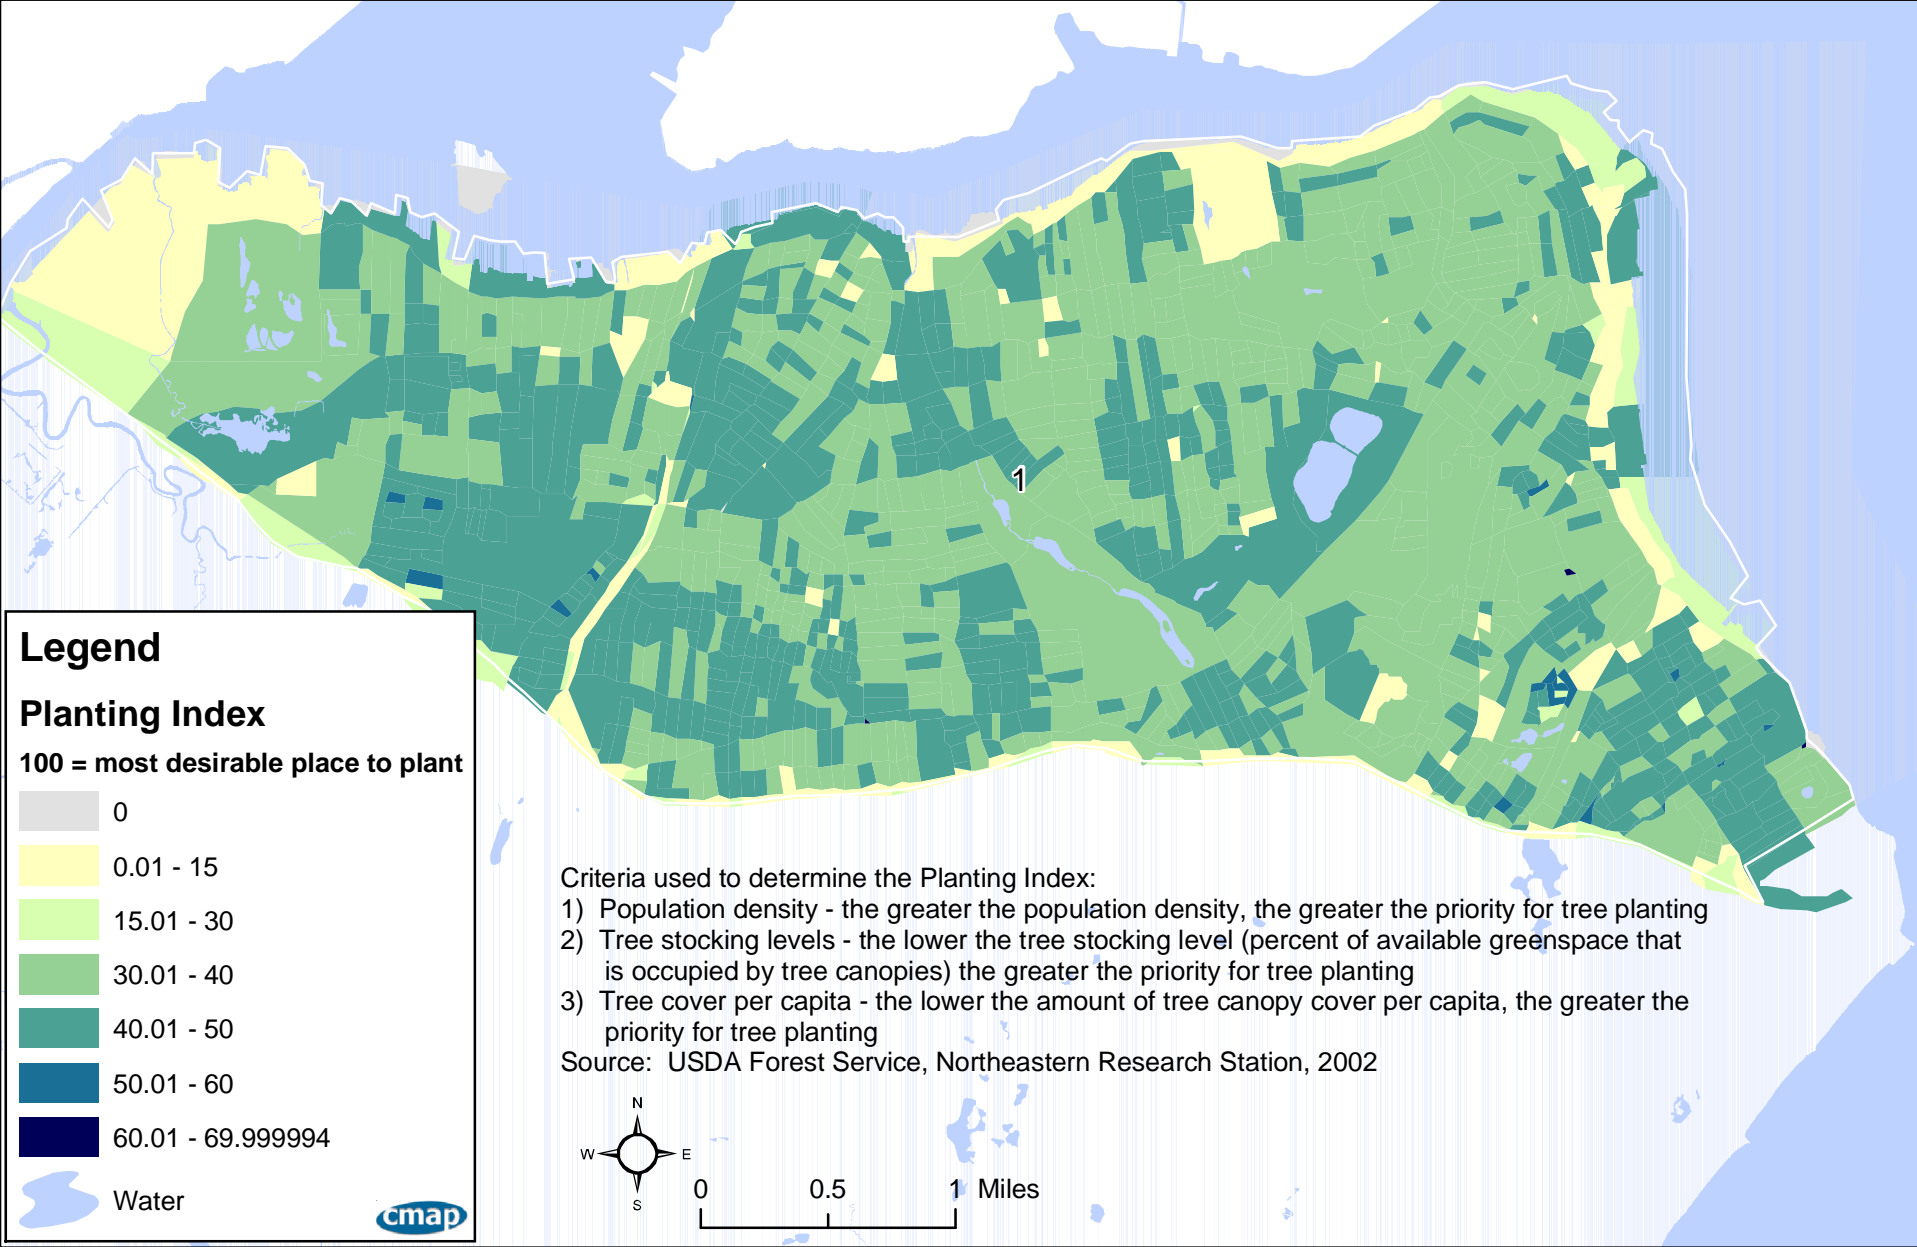 1
Legend
Planting Index
100 = most desirable place to plant
0
0.01 - 15
15.01 - 30
30.01 - 40
40.01 - 50
50.01 - 60
60.01 - 69.999994
Water
cmap
Criteria used to determine the Planting Index:
1) Population density - the greater the population density, the greater the priority for tree planting
2) Tree stocking levels - the lower the tree stocking level (percent of available greenspace that
is occupied by tree canopies) the greater the priority for tree planting
3) Tree cover per capita - the lower the amount of tree canopy cover per capita, the greater the
priority for tree planting
Source: USDA Forest Service, Northeastern Research Station, 2002
N
W E
S
0 0.5 1 Miles